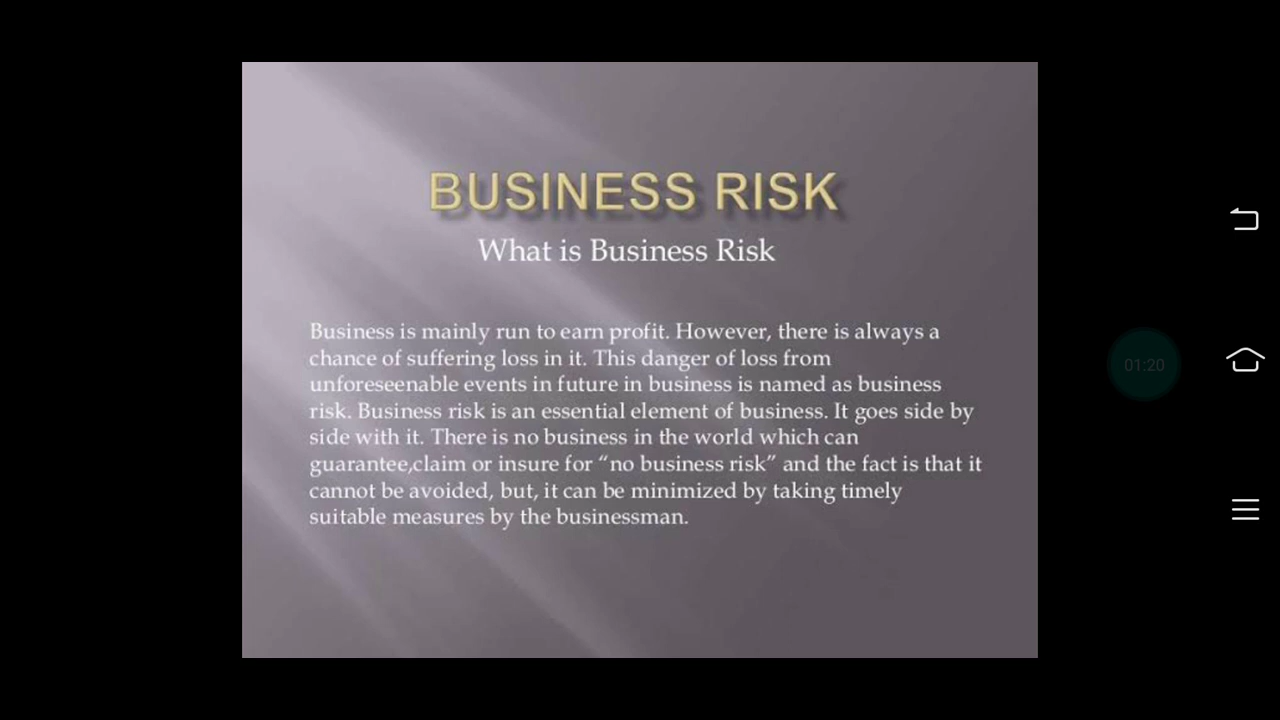 BUSINESS RISK
What is Business Risk
Business is mainly run to earn profit. However, there is always a
chance of suffering loss in it. This danger of loss from
unforeseenable events in future in business is named as business
risk. Business risk is an essential element of business. It goes side by
side with it. There is no business in the world which can
guarantee,claim or insure for “no business risk” and the fact is that it
cannot be avoided, but, it can be minimized by taking timely
suitable measures by the businessman.
01:20